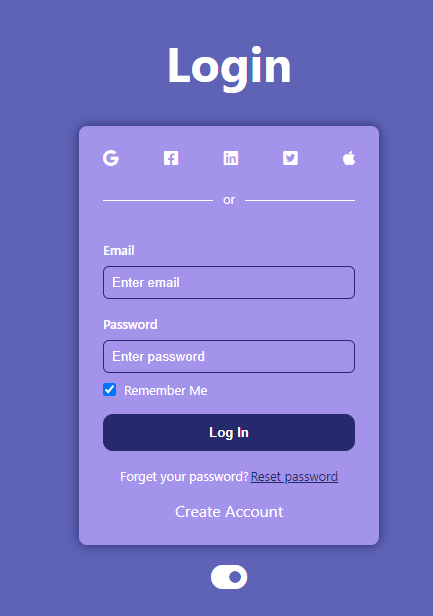 Login
or
Email
Enter email
Password
Enter password
Remember Me
Log In
Forget your password? Reset password
Create Account